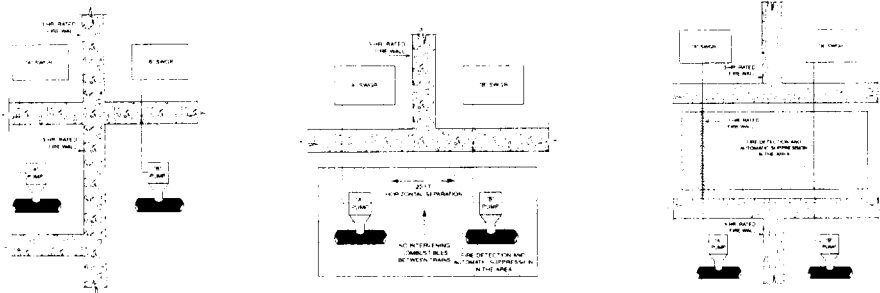 3-HR-RATED
FIRE WALL
"A" SWGR
"B" SWGR
3-HR-RATED
FIRE WALL
"A"
PUMP
"B"
PUMP
3-HR-RATED
FIRE WALL
"A" SWGR
"B" SWGR
20 FT
HORIZONTAL SEPARATION
"A"
PUMP
"B"
PUMP
NO INTERVENING
COMBUSTIBLES
BETWEEN TRAINS
FIRE DETECTION AND
AUTOMATIC SUPPRESSION
IN THE AREA
"A" SWGR
"B" SWGR
3-HR-RATED
FIRE WALL
1-HR-RATED
FIRE WALL
FIRE DETECTION AND
AUTOMATIC SUPPRESSION
IN THE AREA
3-HR-RATED
FIRE WALL
"A"
PUMP
"B"
PUMP